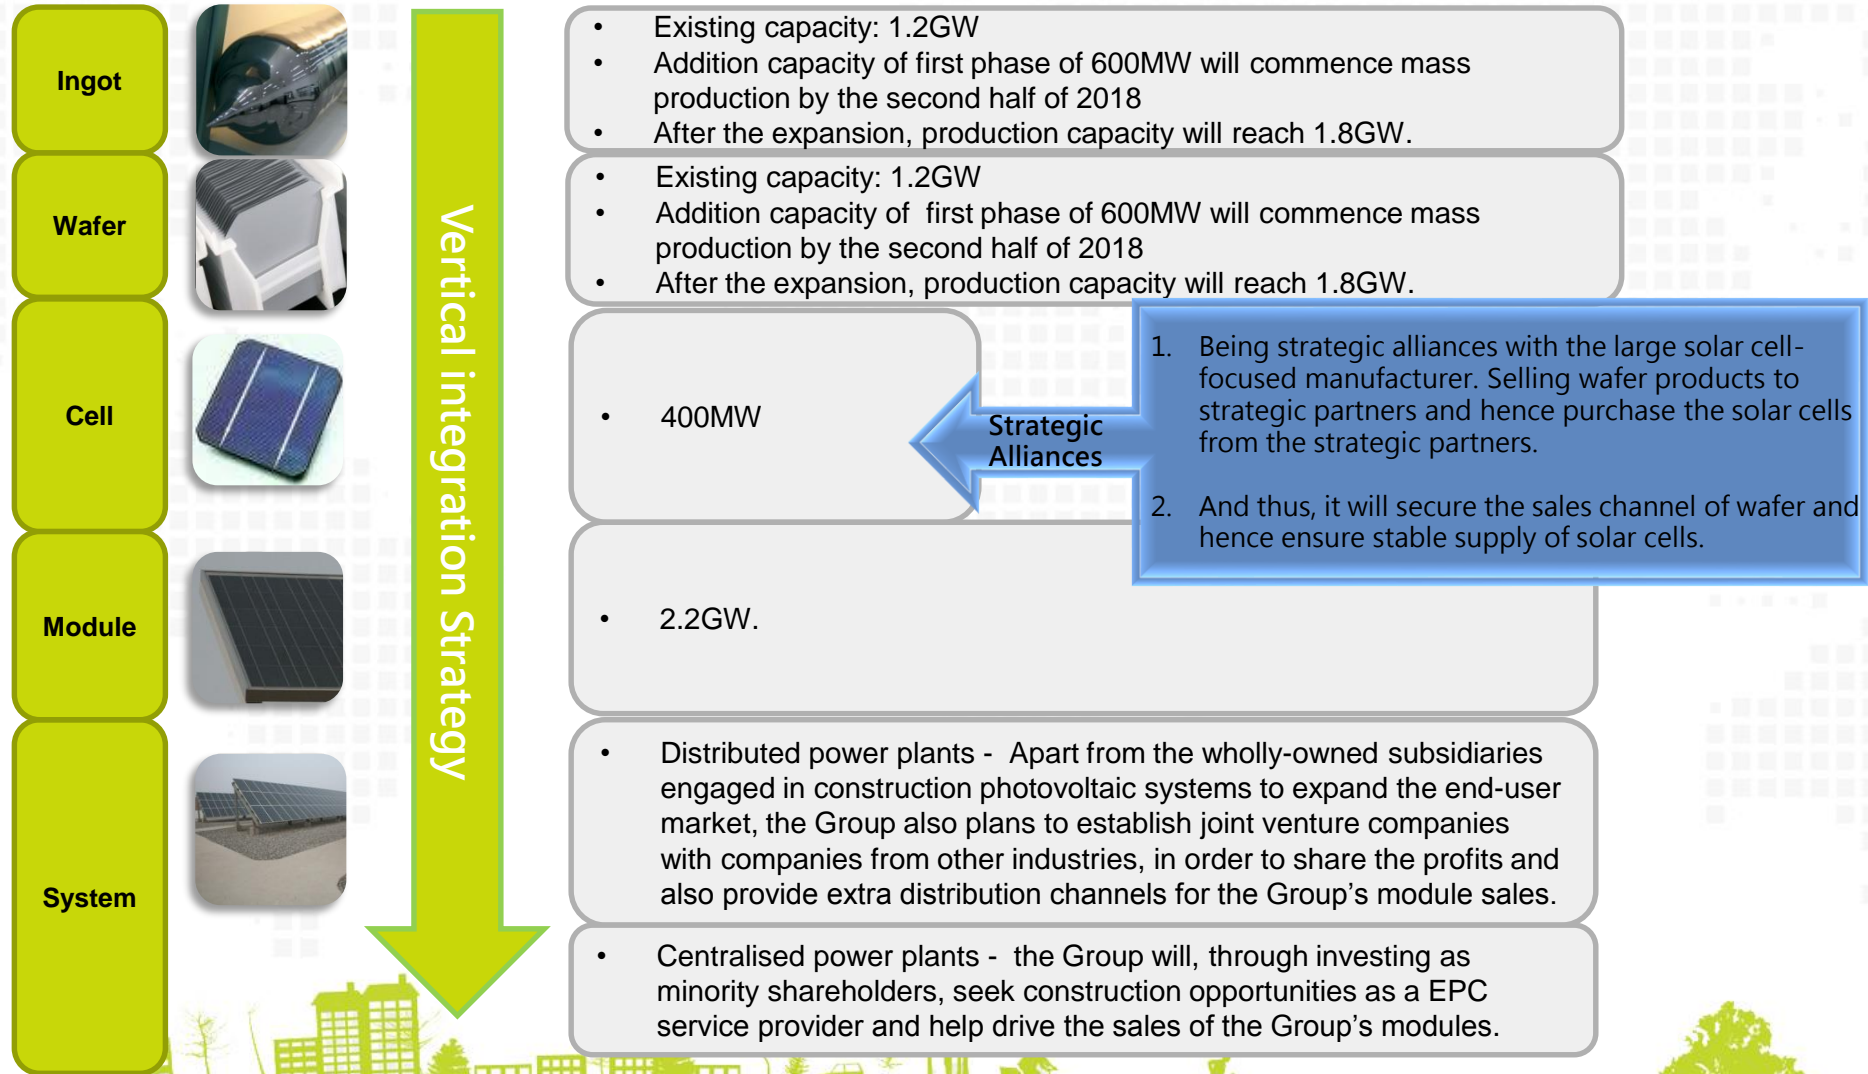 Ingot
• Existing capacity: 1.2GW
• Addition capacity of first phase of 600MW will commence mass
production by the second half of 2018
• After the expansion, production capacity will reach 1.8GW.
Wafer
• Existing capacity: 1.2GW
• Addition capacity of first phase of 600MW will commence mass
production by the second half of 2018
• After the expansion, production capacity will reach 1.8GW.
Vertical integration Strategy
Cell
• 400MW
Strategic
Alliances
1. Being strategic alliances with the large solar cell-
focused manufacturer. Selling wafer products to
strategic partners and hence purchase the solar cells
from the strategic partners.
2. And thus, it will secure the sales channel of wafer and
hence ensure stable supply of solar cells.
Module
• 2.2GW.
System
• Distributed power plants - Apart from the wholly-owned subsidiaries
engaged in construction photovoltaic systems to expand the end-user
market, the Group also plans to establish joint venture companies
with companies from other industries, in order to share the profits and
also provide extra distribution channels for the Group’s module sales.
• Centralised power plants - the Group will, through investing as
minority shareholders, seek construction opportunities as a EPC
service provider and help drive the sales of the Group’s modules.